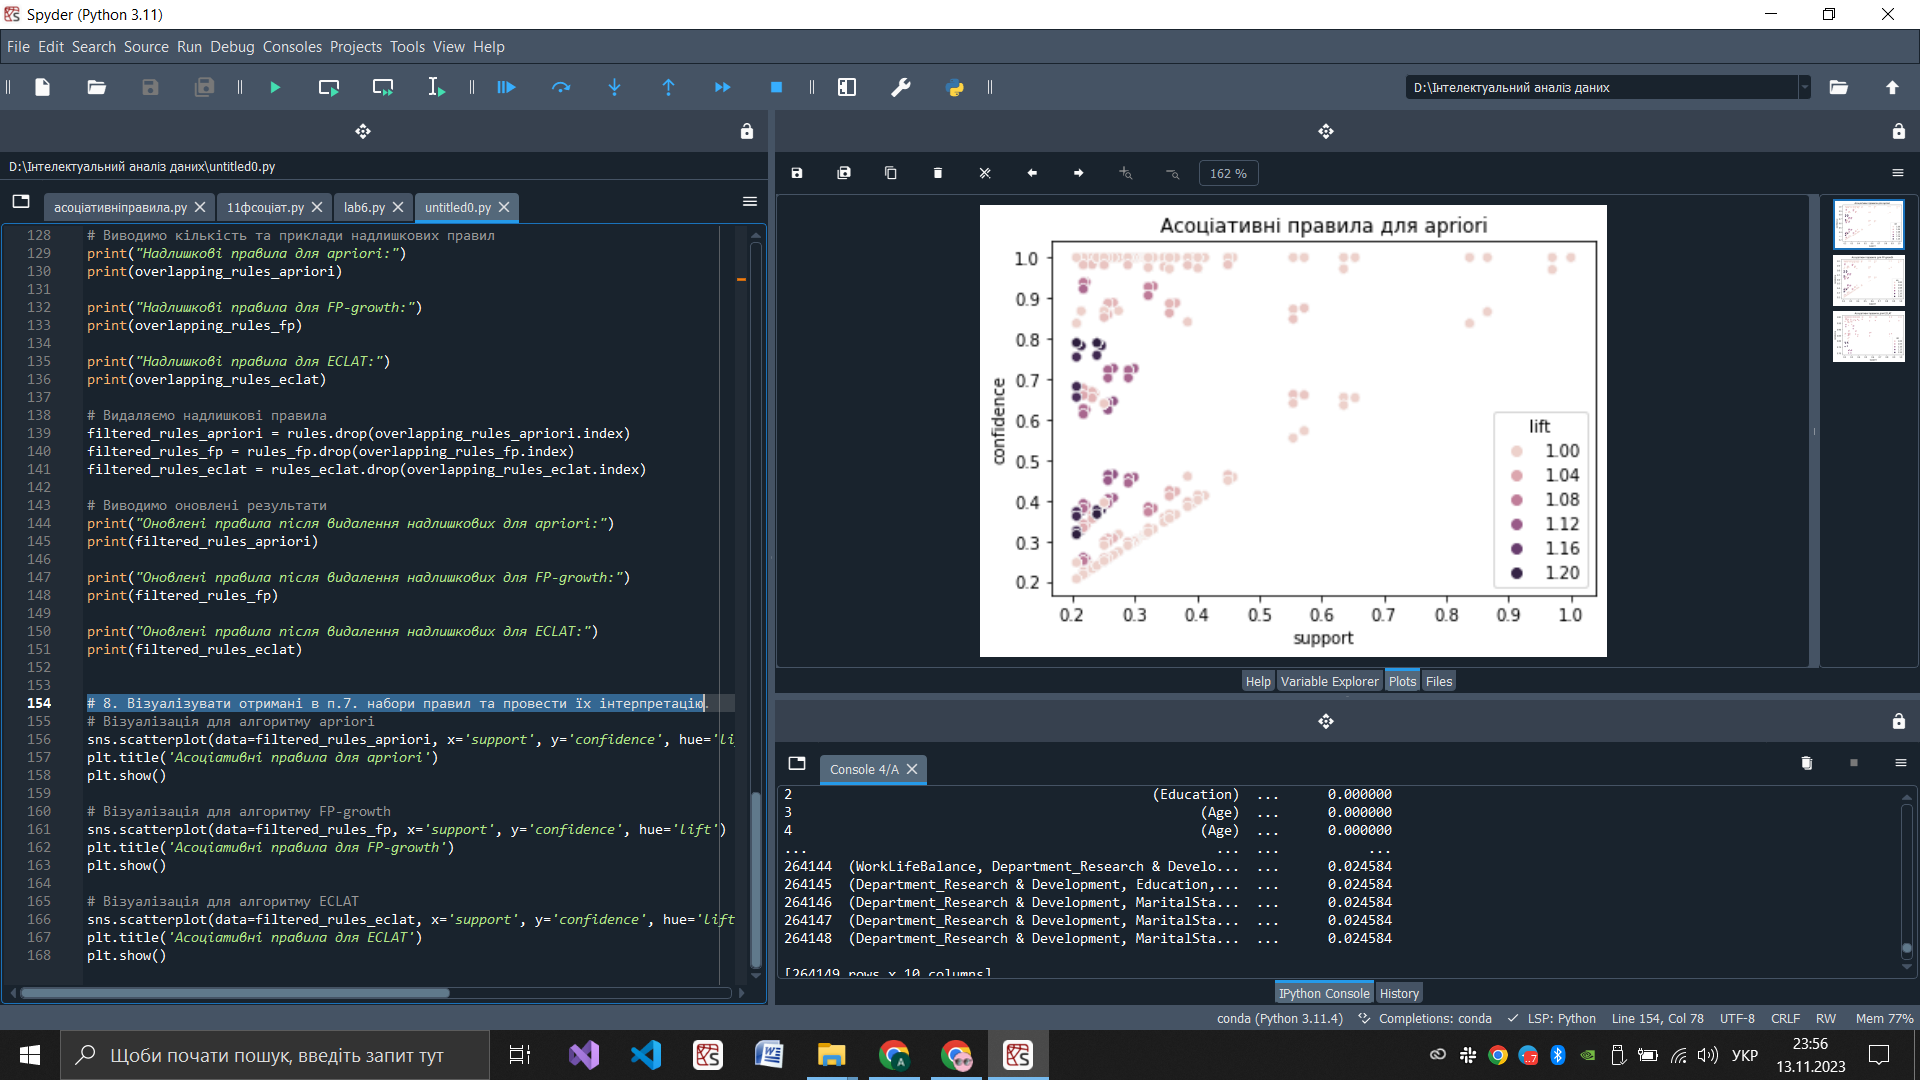 Spyder (Python 3.11)
File Edit Search Source Run Debug Consoles Projects Tools View Help
D:\Інтелектуальний аналіз даних
D:\Інтелектуальний аналіз даних\untitled0.py
асоціативніправила.py
11фсоціат.py
lab6.py
untitled0.py
128 # Виводимо кількість та приклади надлишкових правил
129 print("Надлишкові правила для apriori:")
130 print(overlapping_rules_apriori)
131
132 print("Надлишкові правила для FP-growth:")
133 print(overlapping_rules_fp)
134
135 print("Надлишкові правила для ECLAT:")
136 print(overlapping_rules_eclat)
137
138 # Видаляємо надлишкові правила
139 filtered_rules_apriori = rules.drop(overlapping_rules_apriori.index)
140 filtered_rules_fp = rules_fp.drop(overlapping_rules_fp.index)
141 filtered_rules_eclat = rules_eclat.drop(overlapping_rules_eclat.index)
142
143 # Виводимо оновлені результати
144 print("Оновлені правила після видалення надлишкових для apriori:")
145 print(filtered_rules_apriori)
146
147 print("Оновлені правила після видалення надлишкових для FP-growth:")
148 print(filtered_rules_fp)
149
150 print("Оновлені правила після видалення надлишкових для ECLAT:")
151 print(filtered_rules_eclat)
152
153
154 # 8. Візуалізувати отримані в п.7. набори правил та провести їх інтерпретацію.
155 # Візуалізація для алгоритму apriori
156 sns.scatterplot(data=filtered_rules_apriori, x='support', y='confidence', hue='li
157 plt.title('Асоціативні правила для apriori')
158 plt.show()
159
160 # Візуалізація для алгоритму FP-growth
161 sns.scatterplot(data=filtered_rules_fp, x='support', y='confidence', hue='lift')
162 plt.title('Асоціативні правила для FP-growth')
163 plt.show()
164
165 # Візуалізація для алгоритму ECLAT
166 sns.scatterplot(data=filtered_rules_eclat, x='support', y='confidence', hue='lift
167 plt.title('Асоціативні правила для ECLAT')
168 plt.show()
162 %
Асоціативні правила для apriori
1.0
0.9
0.8
0.7
0.6
0.5
0.4
0.3
0.2
confidence
lift
1.00
1.04
1.08
1.12
1.16
1.20
0.2 0.3 0.4 0.5 0.6 0.7 0.8 0.9 1.0
support
Help Variable Explorer Plots Files
Console 4/A
2 (Education) ... 0.000000
3 (Age) ... 0.000000
4 (Age) ... 0.000000
... ... ... ...
264144 (WorkLifeBalance, Department_Research & Develo... ... 0.024584
264145 (Department_Research & Development, Education,... ... 0.024584
264146 (Department_Research & Development, MaritalSta... ... 0.024584
264147 (Department_Research & Development, MaritalSta... ... 0.024584
264148 (Department_Research & Development, MaritalSta... ... 0.024584
[264149 rows x 10 columns]
IPython Console History
conda (Python 3.11.4) Completions: conda LSP: Python Line 154, Col 78 UTF-8 CRLF RW Mem 77%
Щоби почати пошук, введіть запит тут
УКР
23:56
13.11.2023